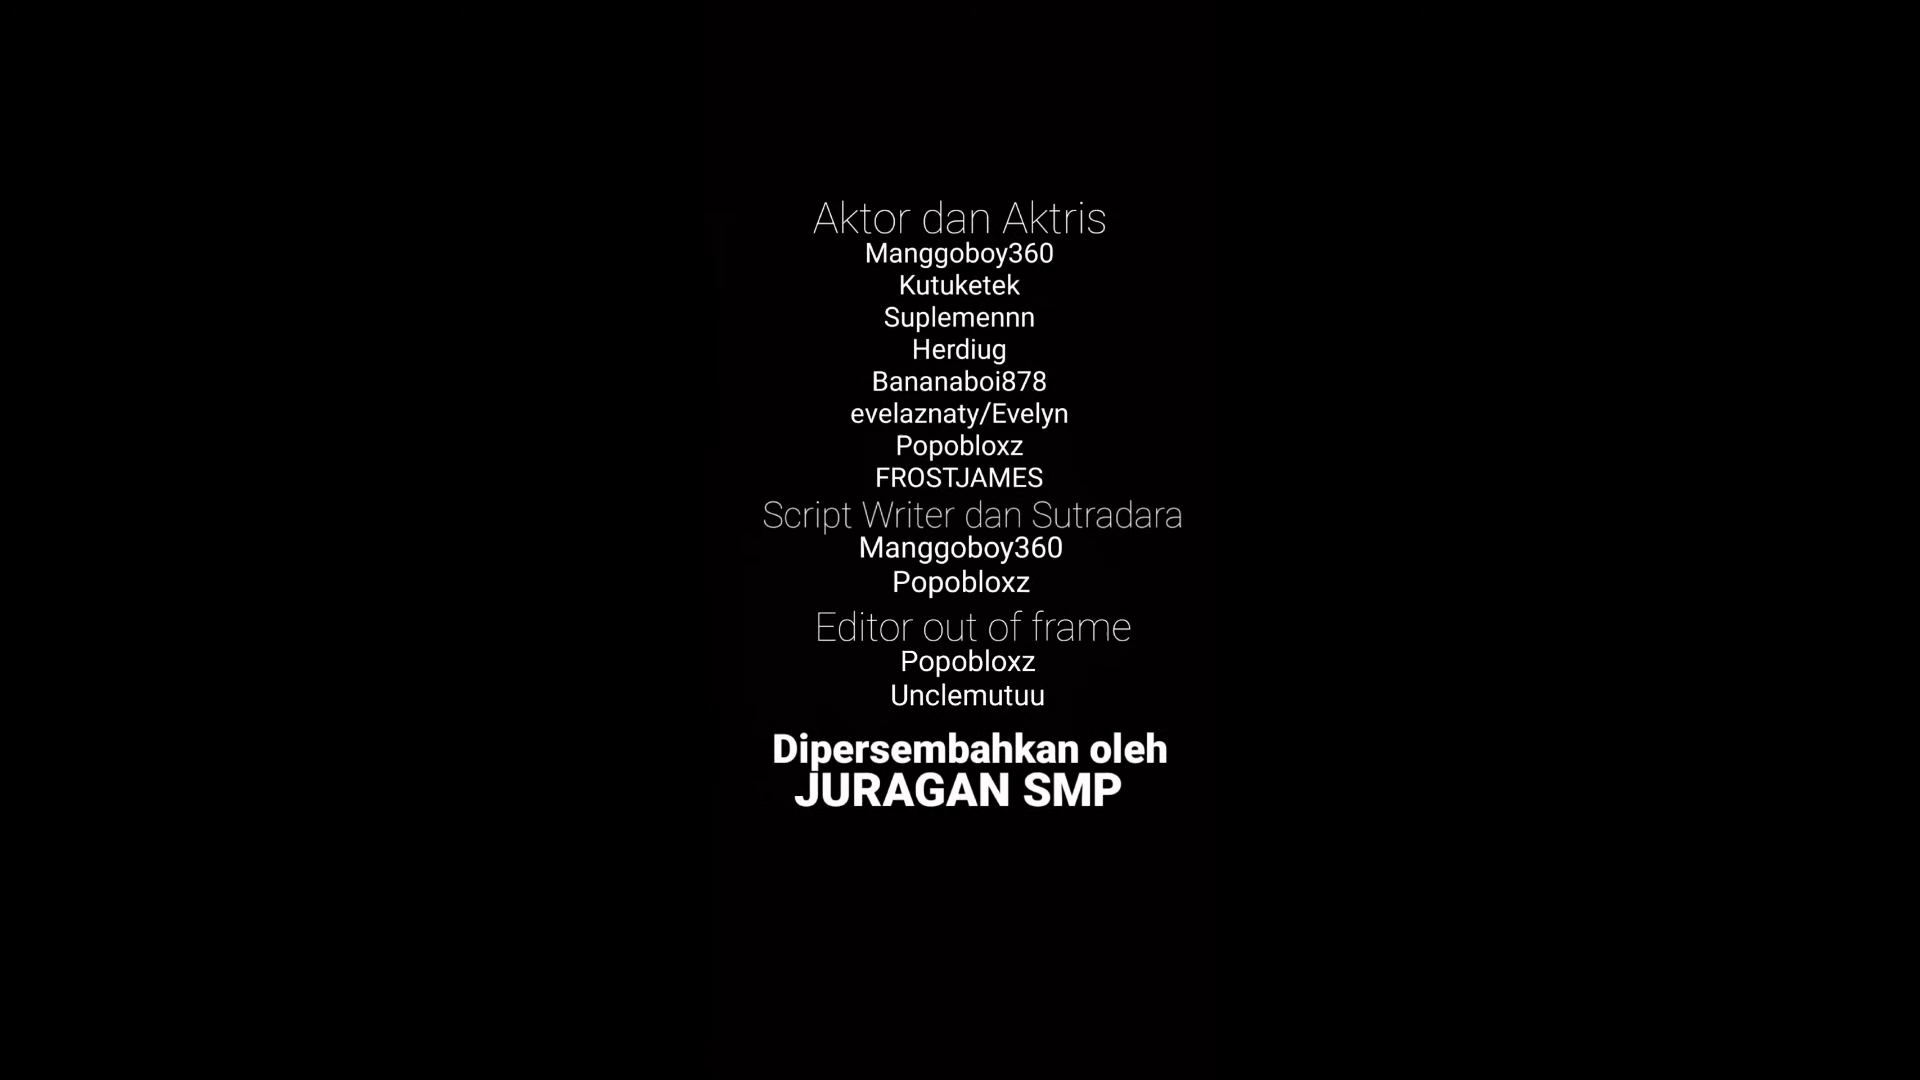 Aktor dan Aktris
Manggoboy360
Kutuketek
Suplemennn
Herdiug
Bananaboi878
evelaznaty/Evelyn
Popobloxz
FROSTJAMES
Script Writer dan Sutradara
Manggoboy360
Popobloxz
Editor out of frame
Popobloxz
Unclemutuu
Dipersembahkan oleh
JURAGAN SMP